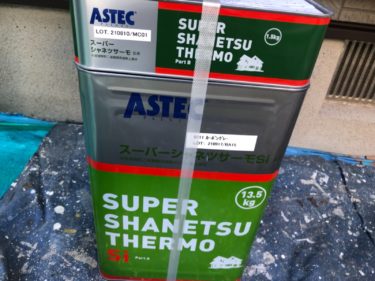 ASTEC
PAINTS
LOT. 210810/MC01
スーパー
シャネツサーモ
SUPER
SHANETSU
THERMO
Part B
1.5kg
ASTEC
スーパーシャネツサーモSi
13.5
kg
SUPER
SHANETSU
THERMO
Si
Part A